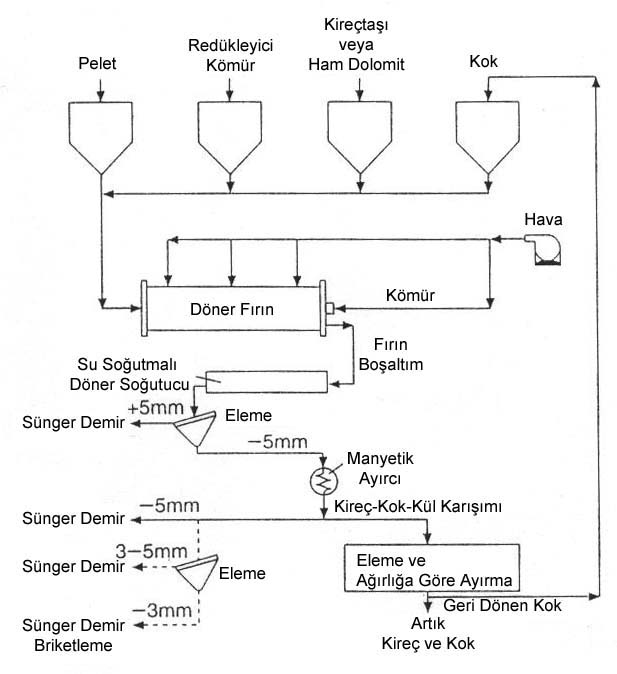 Pelet
Redükleyici
Kömür
Kireçtaşı
veya
Ham Dolomit
Kok
Hava
Döner Fırın
Kömür
Fırın
Boşaltım
Su Soğutmalı
Döner Soğutucu
+5mm
Eleme
Sünger Demir
−5mm
Manyetik
Ayırcı
Kireç-Kok-Kül Karışımı
−5mm
Sünger Demir
3−5mm
Sünger Demir
Eleme
Eleme ve
Ağırlığa Göre Ayırma
−3mm
Geri Dönen Kok
Sünger Demir
Briketleme
Artık
Kireç ve Kok